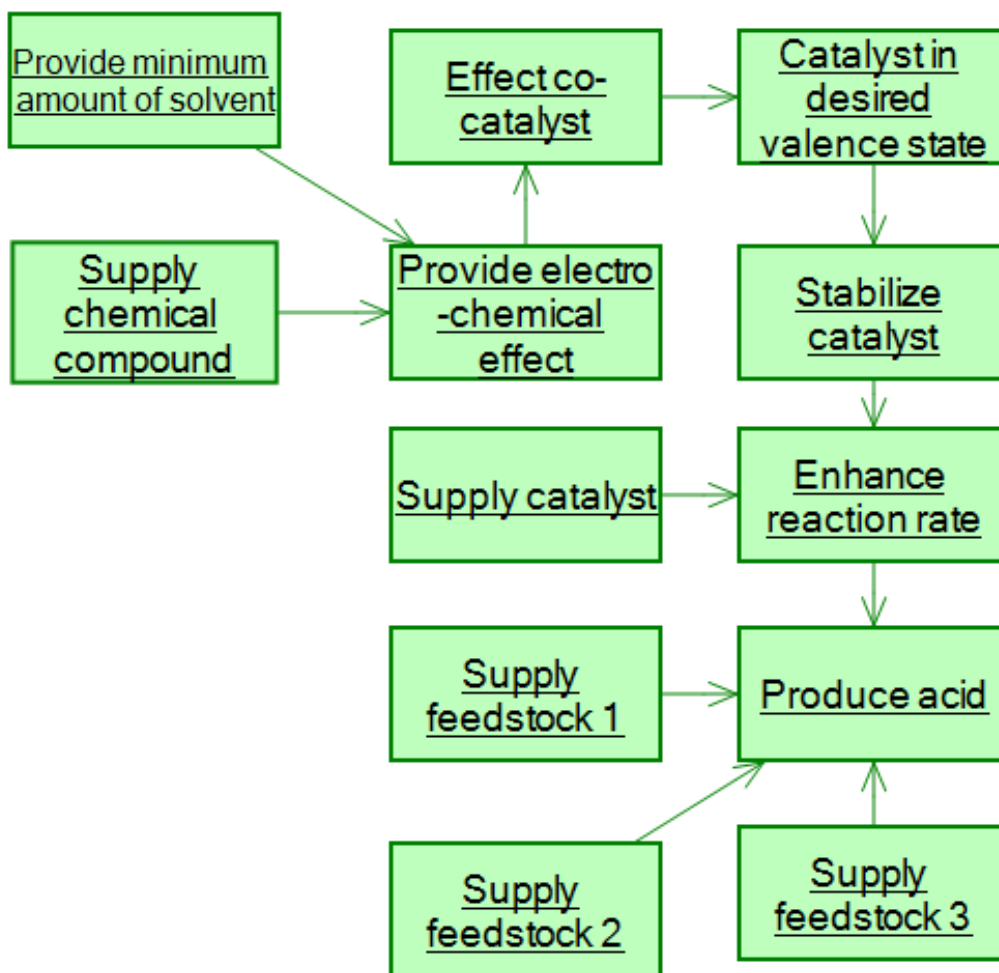 Provide minimum
amount of solvent
Effect co-
catalyst
Catalyst in
desired
valence state
Supply
chemical
compound
Provide electro
-chemical
effect
Stabilize
catalyst
Supply catalyst
Enhance
reaction rate
Supply
feedstock 1
Produce acid
Supply
feedstock 2
Supply
feedstock 3